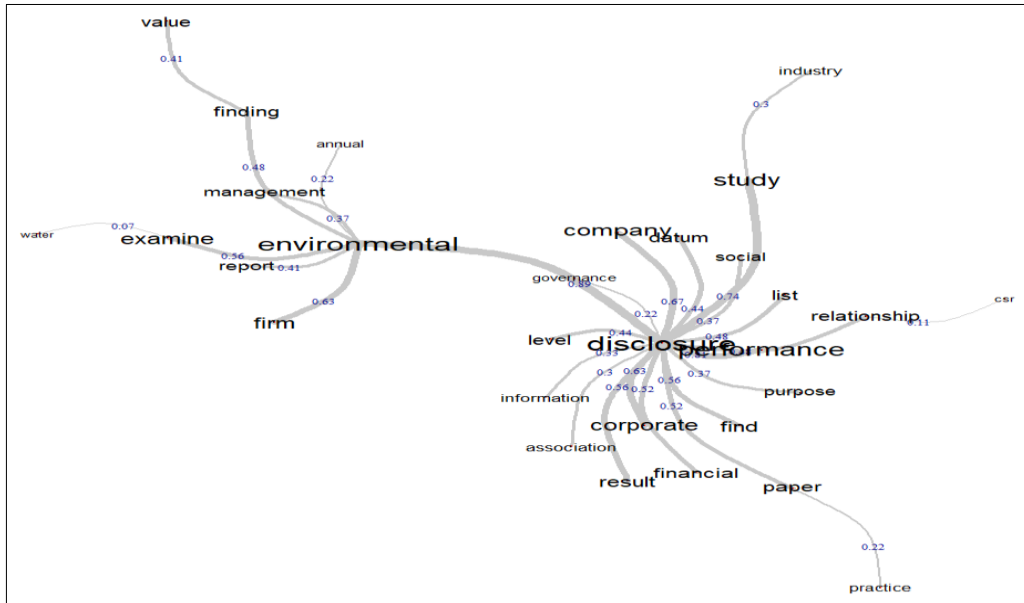 value
0.41
industry
0.3
finding
annual
0.48
0.22
management
study
0.37
water
0.07
examine
environmental
company
datum
0.56
report
0.41
social
governance
0.89
0.63
0.67
0.74
list
csr
0.44
0.22
0.37
relationship
0.11
firm
0.44
0.48
level
disclosure
performance
0.33
0.3
0.63
0.56
0.37
0.56
0.52
purpose
information
0.52
corporate
find
association
result
financial
paper
0.22
practice